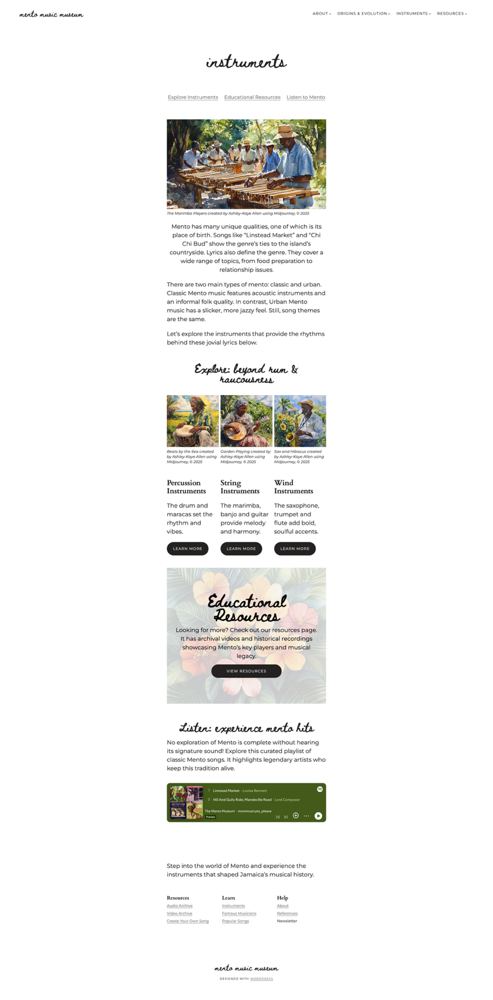 mento music museum
ABOUT ORIGINS & EVOLUTION INSTRUMENTS RESOURCES
instruments
Explore Instruments Educational Resources Listen to Mento
The Marimba Players created by Ashley-Kaye Allen using Midjourney, © 2025
Mento has many unique qualities, one of which is its
place of birth. Songs like “Linstead Market” and “Chi
Chi Bud” show the genre’s ties to the island’s
countryside. Lyrics also define the genre. They cover a
wide range of topics, from food preparation to
relationship issues.
There are two main types of mento: classic and urban.
Classic Mento music features acoustic instruments and
an informal folk quality. In contrast, Urban Mento
music has a slicker, more jazzy feel. Still, song themes
are the same.
Let’s explore the instruments that provide the rhythms
behind these jovial lyrics below.
Explore: beyond rum &
raucousness
Beats by the Sea created
by Ashley-Kaye Allen using
Midjourney, © 2025
Garden Playing created by
Ashley-Kaye Allen using
Midjourney, © 2025
Sax and Hibiscus created
by Ashley-Kaye Allen using
Midjourney, © 2025
Percussion
Instruments
The drum and
maracas set the
rhythm and
vibes.
LEARN MORE
String
Instruments
The marimba,
banjo and guitar
provide melody
and harmony.
LEARN MORE
Wind
Instruments
The saxophone,
trumpet and
flute add bold,
soulful accents.
LEARN MORE
Educational
Resources
Looking for more? Check out our resources page.
It has archival videos and historical recordings
showcasing Mento’s key players and musical
legacy.
VIEW RESOURCES
Listen: experience mento hits
No exploration of Mento is complete without hearing
its signature sound! Explore this curated playlist of
classic Mento songs. It highlights legendary artists who
keep this tradition alive.
1 Linstead Market · Louise Bennett
2 Hill And Gully Ride; Mandeville Road · Lord Composer
The Mento Museum · moremusicyes_please
Preview
Step into the world of Mento and experience the
instruments that shaped Jamaica’s musical history.
Resources
Audio Archive
Video Archive
Create Your Own Song
Learn
Instruments
Famous Musicians
Popular Songs
Help
About
References
Newsletter
mento music museum
DESIGNED WITH WORDPRESS